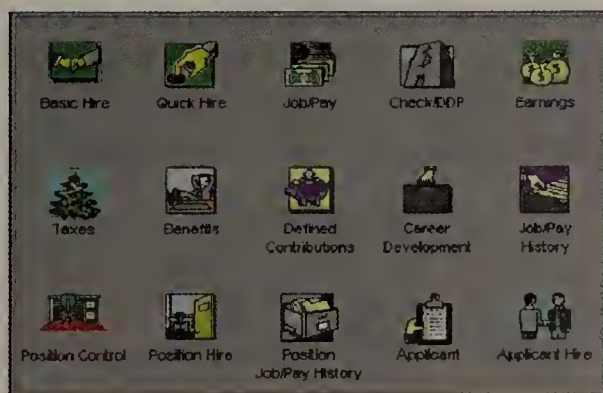 Basic Hire
Quick Hire
Job/Pay
Check/DDP
Earnings
Taxes
Benefits
Defined
Contributions
Career
Development
Job/Pay
History
Position Control
Position Hire
Position
Job/Pay History
Applicant
Applicant Hire